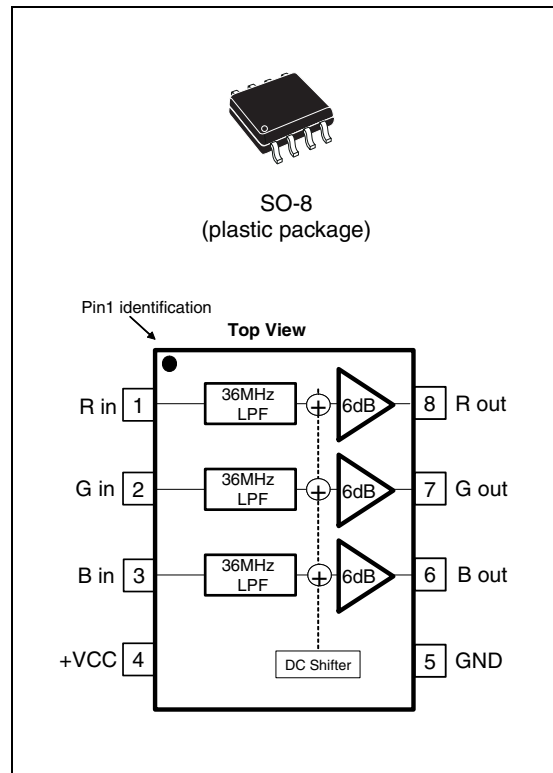 SO-8
(plastic package)
Pin1 identification
Top View
R in 1 36MHz LPF + 6dB 8 R out
G in 2 36MHz LPF + 6dB 7 G out
B in 3 36MHz LPF + 6dB 6 B out
+VCC 4 DC Shifter 5 GND